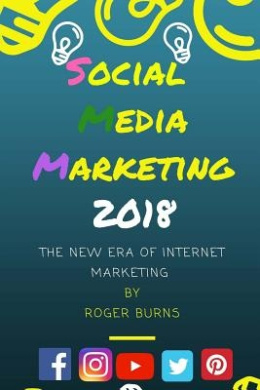 Social
Media
Marketing
2018
THE NEW ERA OF INTERNET
MARKETING
BY
ROGER BURNS